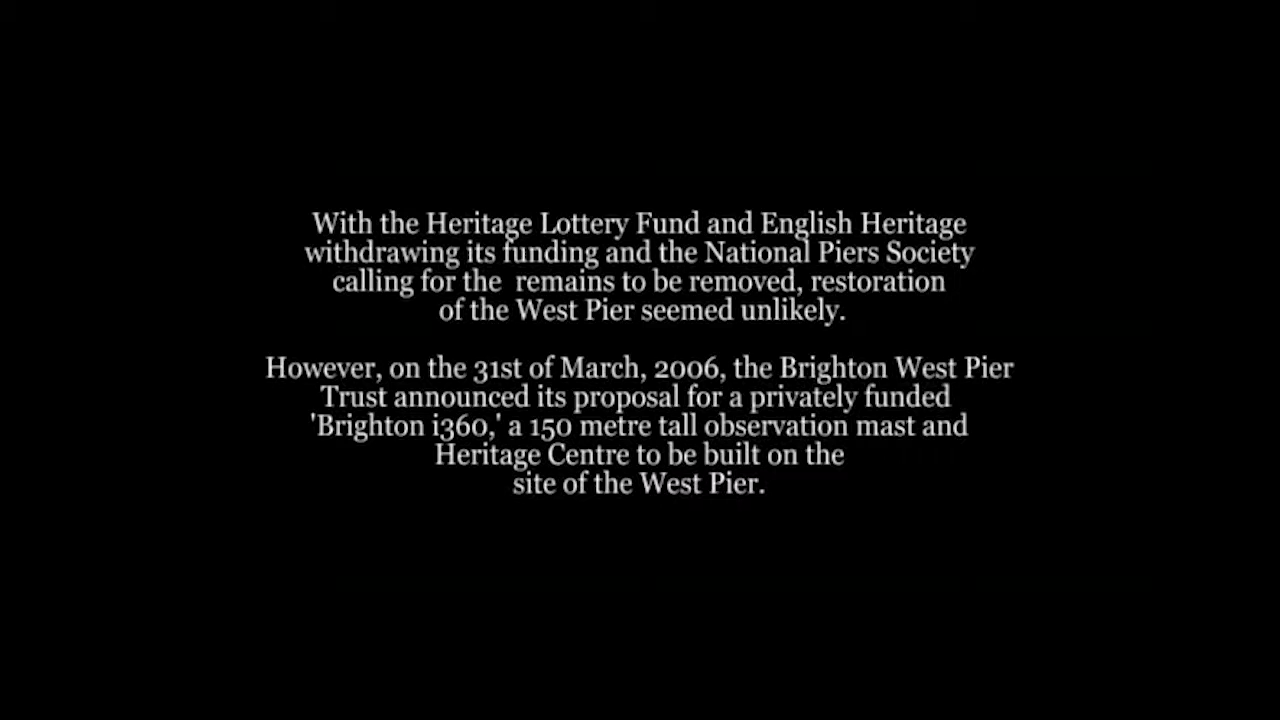 With the Heritage Lottery Fund and English Heritage
withdrawing its funding and the National Piers Society
calling for the  remains to be removed, restoration
of the West Pier seemed unlikely.
However, on the 31st of March, 2006, the Brighton West Pier
Trust announced its proposal for a privately funded
'Brighton i360,' a 150 metre tall observation mast and
Heritage Centre to be built on the
site of the West Pier.